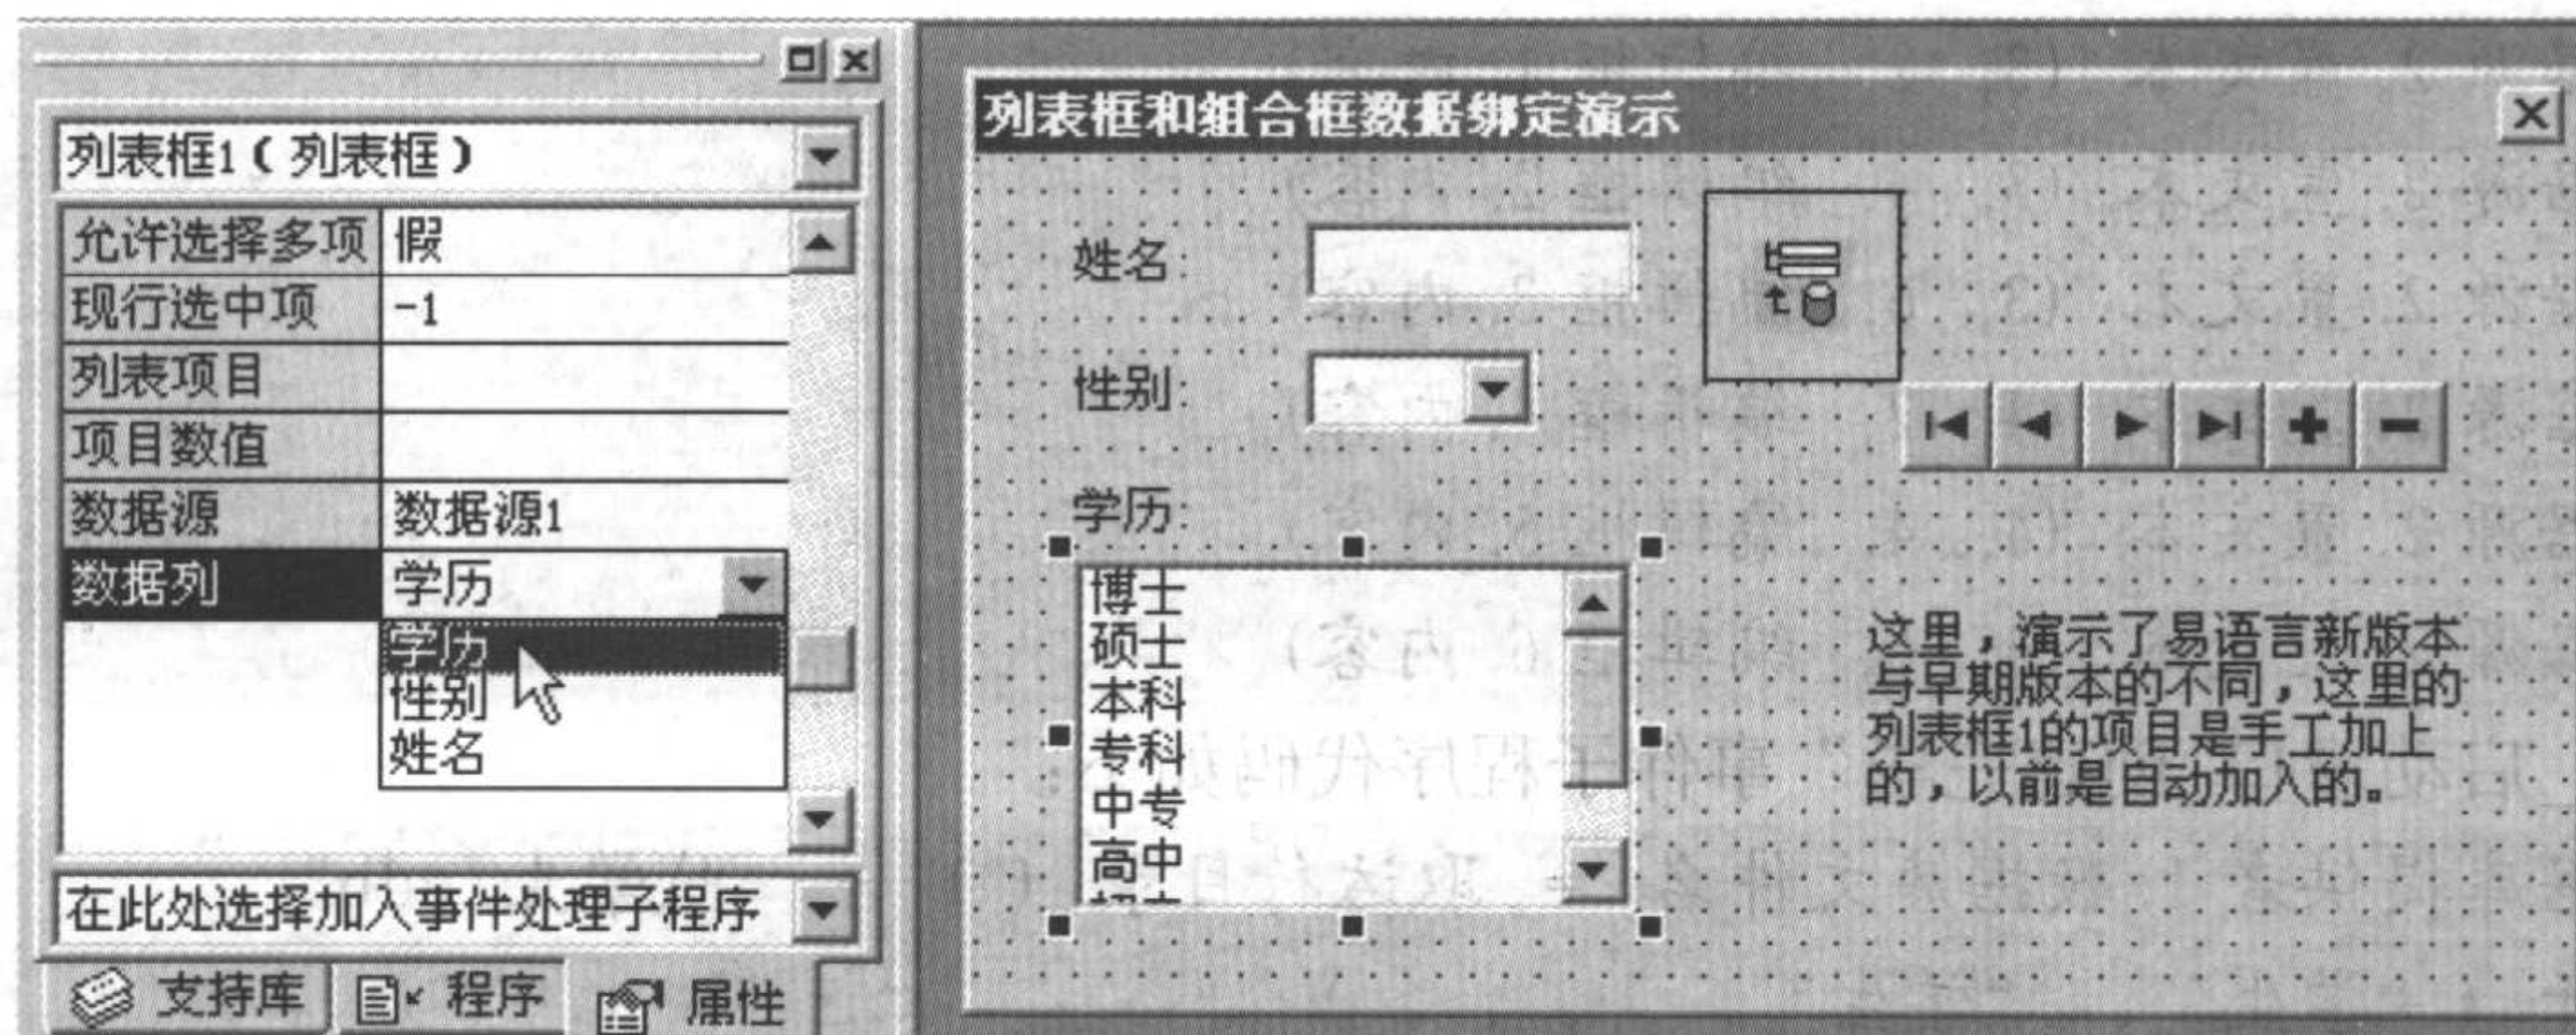 列表框1（列表框）
允许选择多项 假
现行选中项 -1
列表项目
项目数值
数据源 数据源1
数据列 学历
学历
性别
姓名
在此处选择加入事件处理子程序
支持库 程序 属性
列表框和组合框数据绑定演示
姓名:
性别:
学历:
博士
硕士
本科
专科
中专
高中
这里，演示了易语言新版本
与早期版本的不同，这里的
列表框1的项目是手工加上
的，以前是自动加入的。